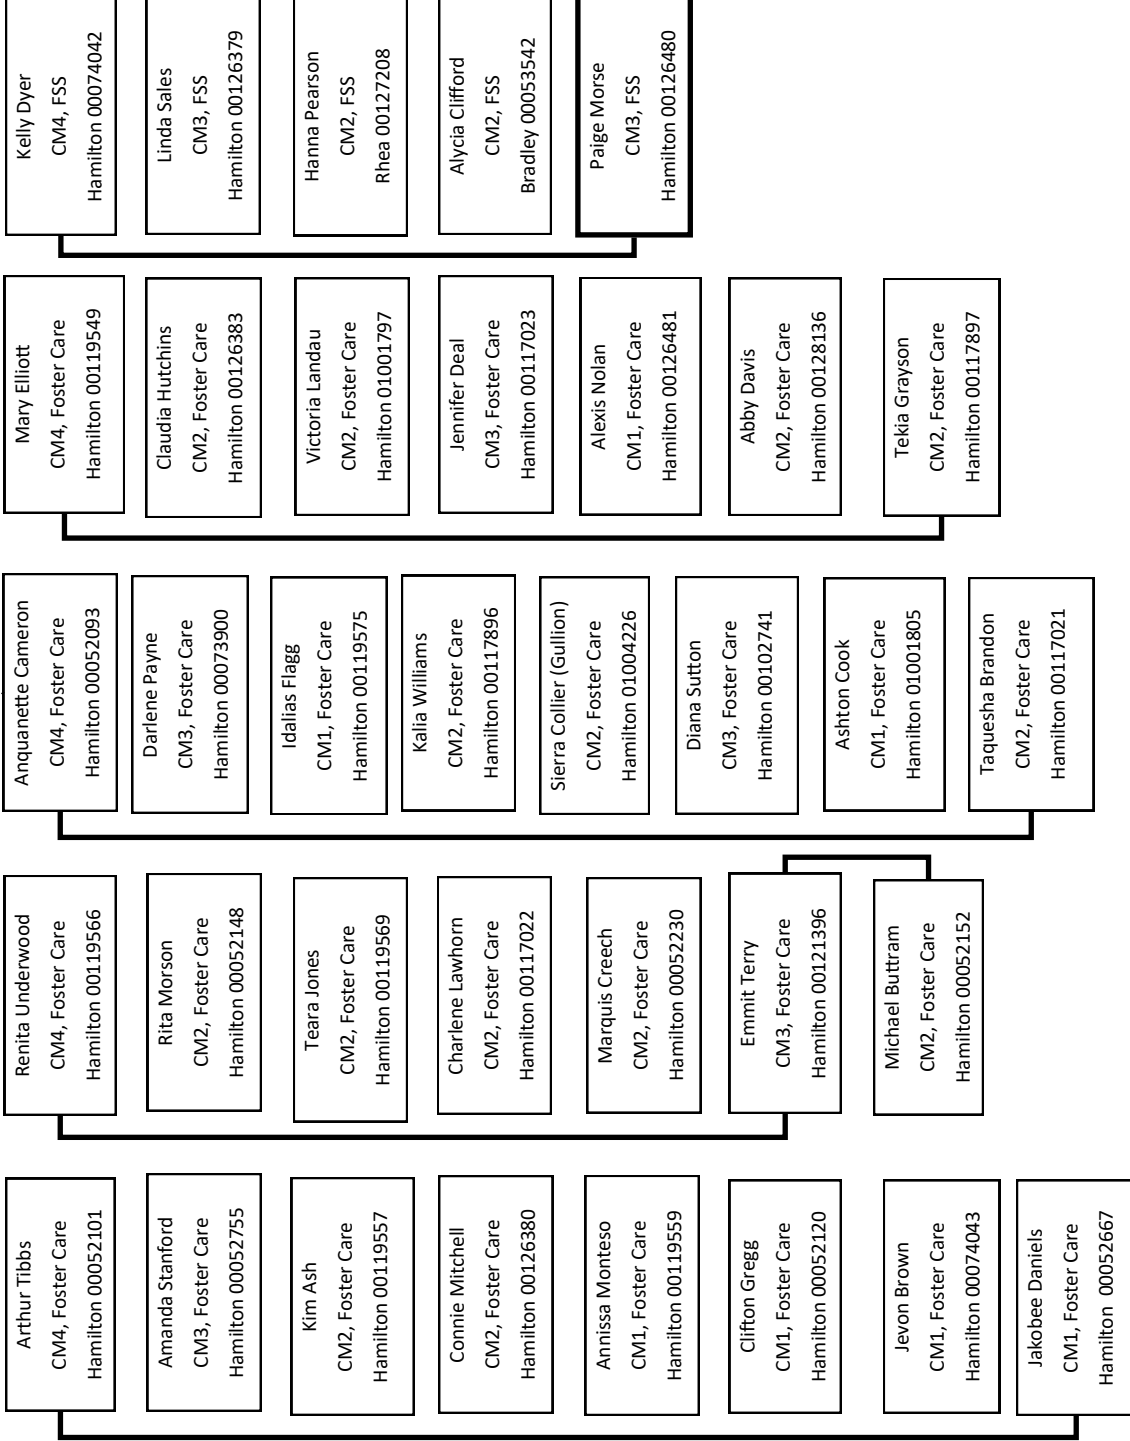 Arthur Tibbs
CM4, Foster Care
Hamilton 00052101
Amanda Stanford
CM3, Foster Care
Hamilton 00052755
Kim Ash
CM2, Foster Care
Hamilton 00119557
Connie Mitchell
CM2, Foster Care
Hamilton 00126380
Annissa Monteso
CM1, Foster Care
Hamilton 00119559
Clifton Gregg
CM1, Foster Care
Hamilton 00052120
Jevon Brown
CM1, Foster Care
Hamilton 00074043
Jakobee Daniels
CM1, Foster Care
Hamilton 00052667
Renita Underwood
CM4, Foster Care
Hamilton 00119566
Rita Morson
CM2, Foster Care
Hamilton 00052148
Teara Jones
CM2, Foster Care
Hamilton 00119569
Charlene Lawhorn
CM2, Foster Care
Hamilton 00117022
Marquis Creech
CM2, Foster Care
Hamilton 00052230
Emmit Terry
CM3, Foster Care
Hamilton 00121396
Michael Buttram
CM2, Foster Care
Hamilton 00052152
Anquanette Cameron
CM4, Foster Care
Hamilton 00052093
Darlene Payne
CM3, Foster Care
Hamilton 00073900
Idalias Flagg
CM1, Foster Care
Hamilton 00119575
Kalia Williams
CM2, Foster Care
Hamilton 00117896
Sierra Collier (Gullion)
CM2, Foster Care
Hamilton 01004226
Diana Sutton
CM3, Foster Care
Hamilton 00102741
Ashton Cook
CM1, Foster Care
Hamilton 01001805
Taquesha Brandon
CM2, Foster Care
Hamilton 00117021
Mary Elliott
CM4, Foster Care
Hamilton 00119549
Claudia Hutchins
CM2, Foster Care
Hamilton 00126383
Victoria Landau
CM2, Foster Care
Hamilton 01001797
Jennifer Deal
CM3, Foster Care
Hamilton 00117023
Alexis Nolan
CM1, Foster Care
Hamilton 00126481
Abby Davis
CM2, Foster Care
Hamilton 00128136
Tekia Grayson
CM2, Foster Care
Hamilton 00117897
Kelly Dyer
CM4, FSS
Hamilton 00074042
Linda Sales
CM3, FSS
Hamilton 00126379
Hanna Pearson
CM2, FSS
Rhea 00127208
Alycia Clifford
CM2, FSS
Bradley 00053542
Paige Morse
CM3, FSS
Hamilton 00126480